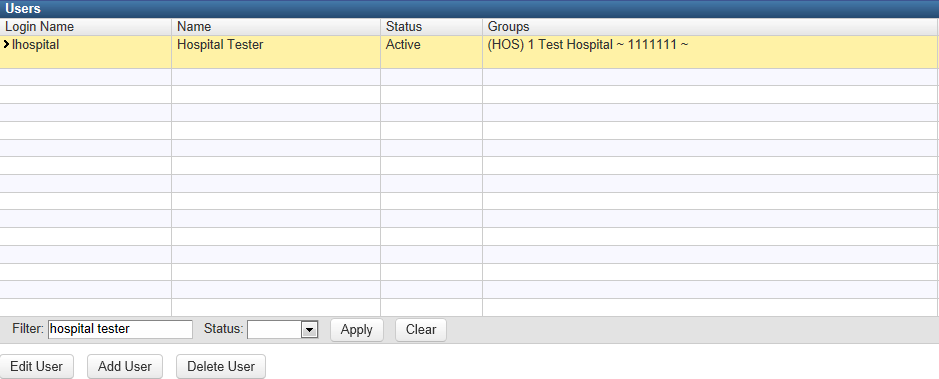 Users
Login Name Name Status Groups
lhospital Hospital Tester Active (HOS) 1 Test Hospital ~ 1111111 ~
Filter: hospital tester Status: Apply Clear
Edit User Add User Delete User